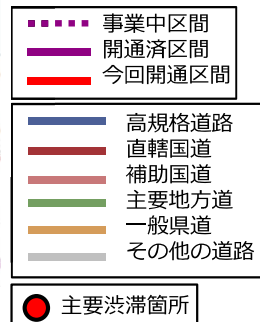 事業中区間
開通済区間
今回開通区間
高規格道路
直轄国道
補助国道
主要地方道
一般県道
その他の道路
主要渋滞箇所